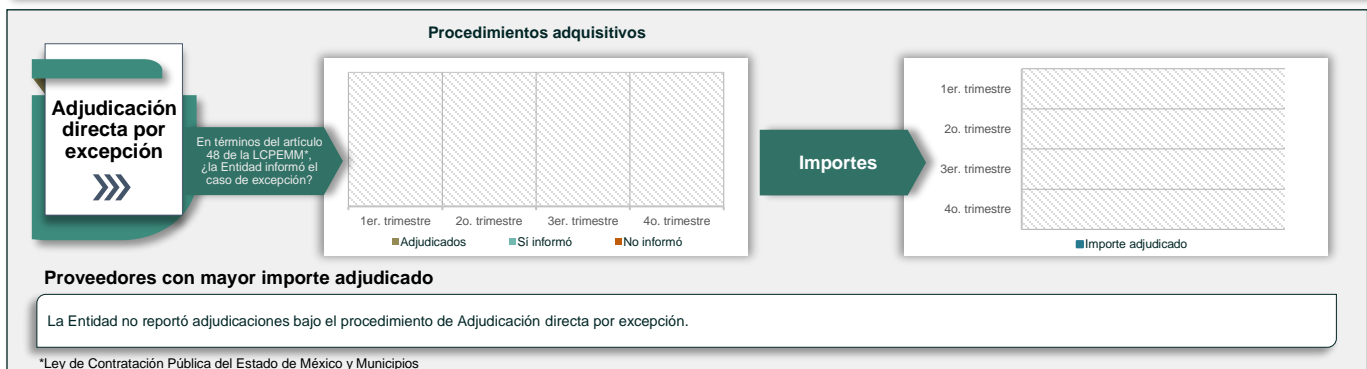 Procedimientos adquisitivos
Adjudicación
directa por
excepción
En términos del artículo
48 de la LCPEMM*,
¿la Entidad informó el
caso de excepción?
1er. trimestre 2o. trimestre 3er. trimestre 4o. trimestre
Adjudicados Sí informó No informó
Importes
1er. trimestre
2o. trimestre
3er. trimestre
4o. trimestre
Importe adjudicado
Proveedores con mayor importe adjudicado
La Entidad no reportó adjudicaciones bajo el procedimiento de Adjudicación directa por excepción.
*Ley de Contratación Pública del Estado de México y Municipios